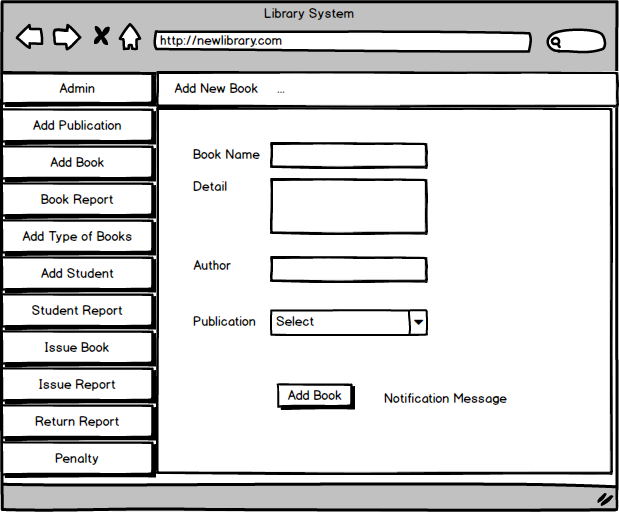 Library System
http://newlibrary.com
Admin
Add New Book ...
Add Publication
Add Book
Book Report
Add Type of Books
Add Student
Student Report
Issue Book
Issue Report
Return Report
Penalty
Book Name
Detail
Author
Publication Select
Add Book Notification Message